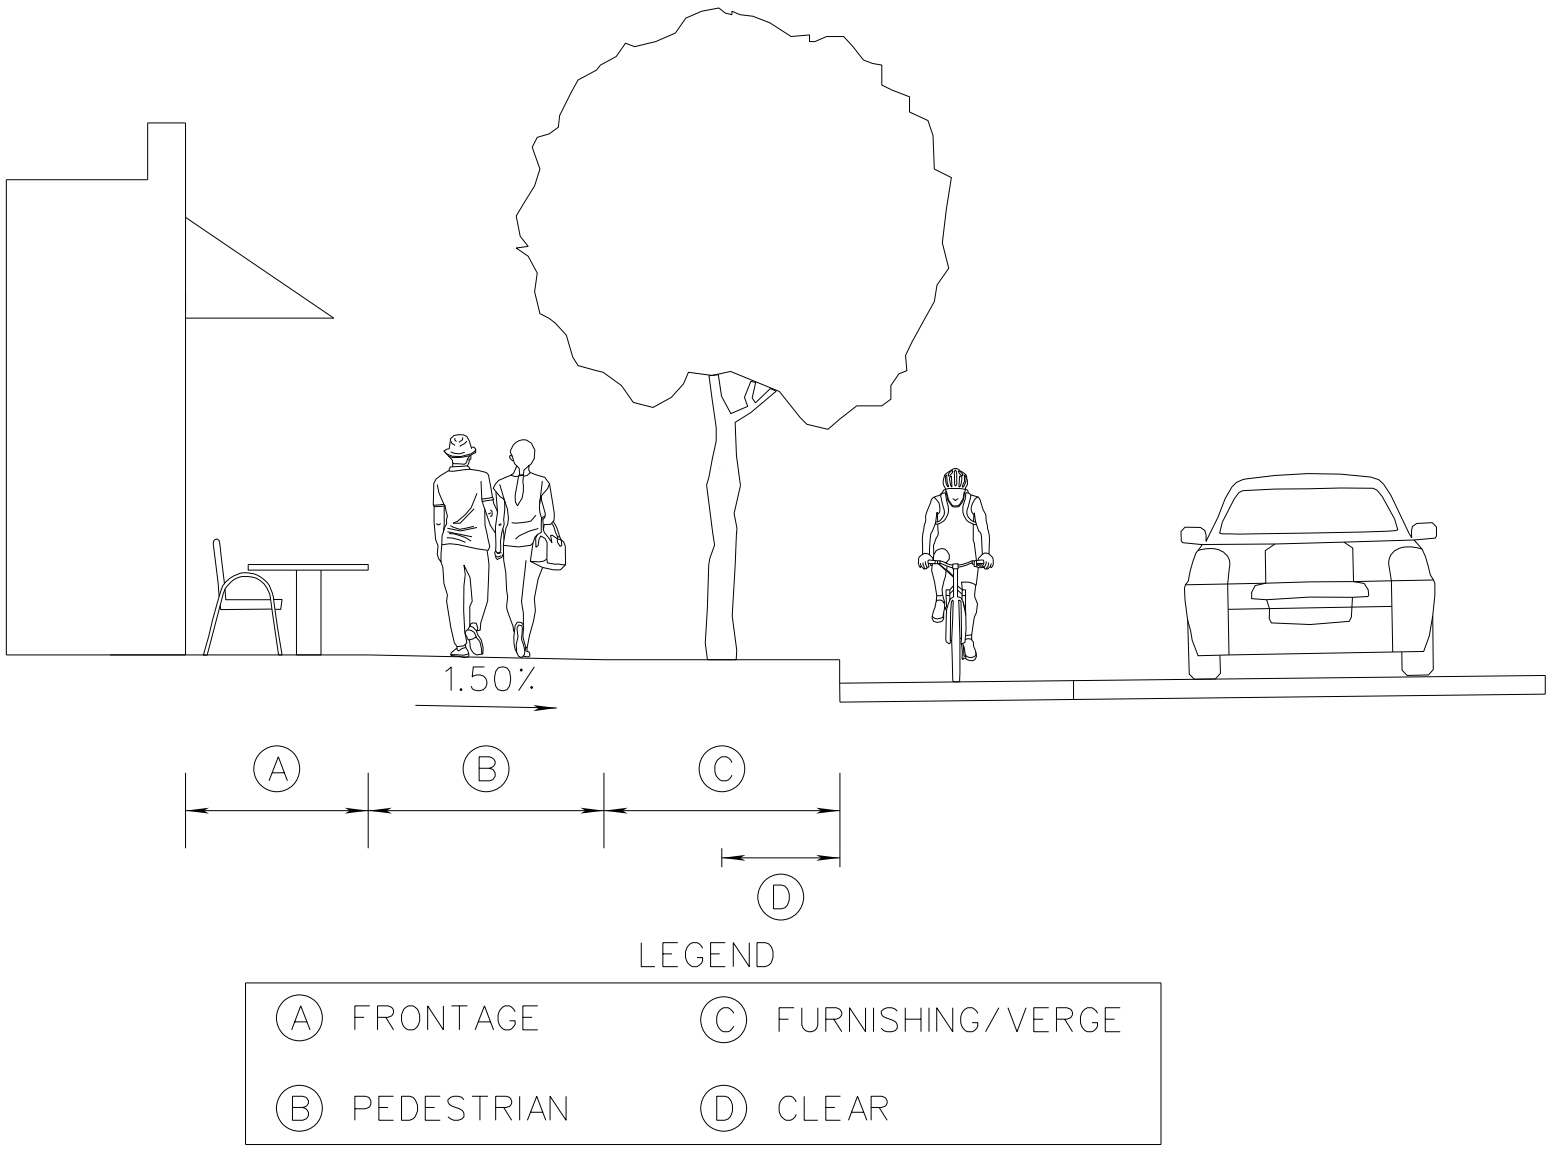 1.50%
A B C
D
LEGEND
A FRONTAGE C FURNISHING/VERGE
B PEDESTRIAN D CLEAR